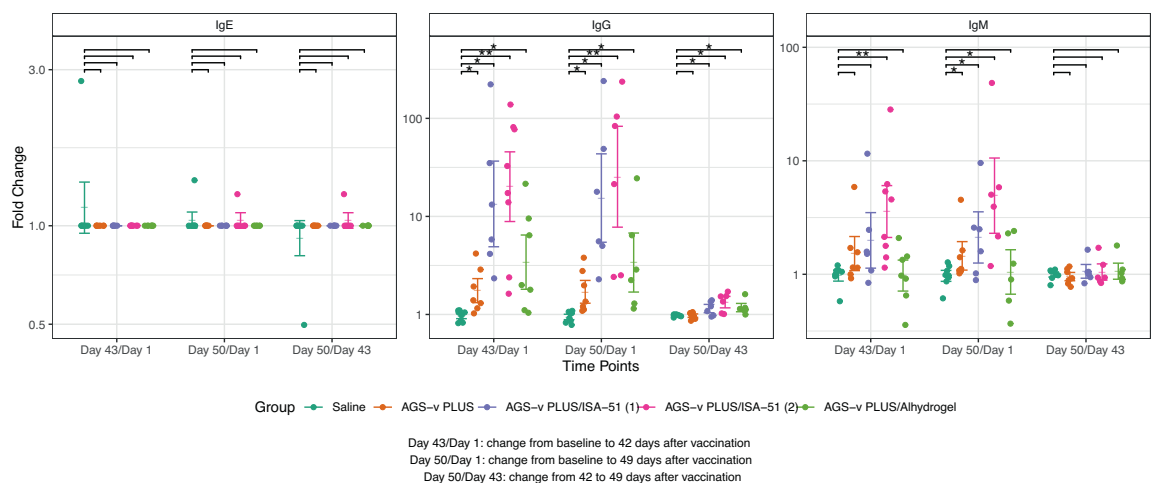 IgE
IgG
IgM
Fold Change
3.0
1.0
0.5
100
10
1
100
10
1
* ** * *
* ** * *
* * *
**
* * *
Day 43/Day 1 Day 50/Day 1 Day 50/Day 43
Day 43/Day 1 Day 50/Day 1 Day 50/Day 43
Day 43/Day 1 Day 50/Day 1 Day 50/Day 43
Time Points
Group Saline AGS−v PLUS AGS−v PLUS/ISA−51 (1) AGS−v PLUS/ISA−51 (2) AGS−v PLUS/Alhydrogel
Day 43/Day 1: change from baseline to 42 days after vaccination
Day 50/Day 1: change from baseline to 49 days after vaccination
Day 50/Day 43: change from 42 to 49 days after vaccination